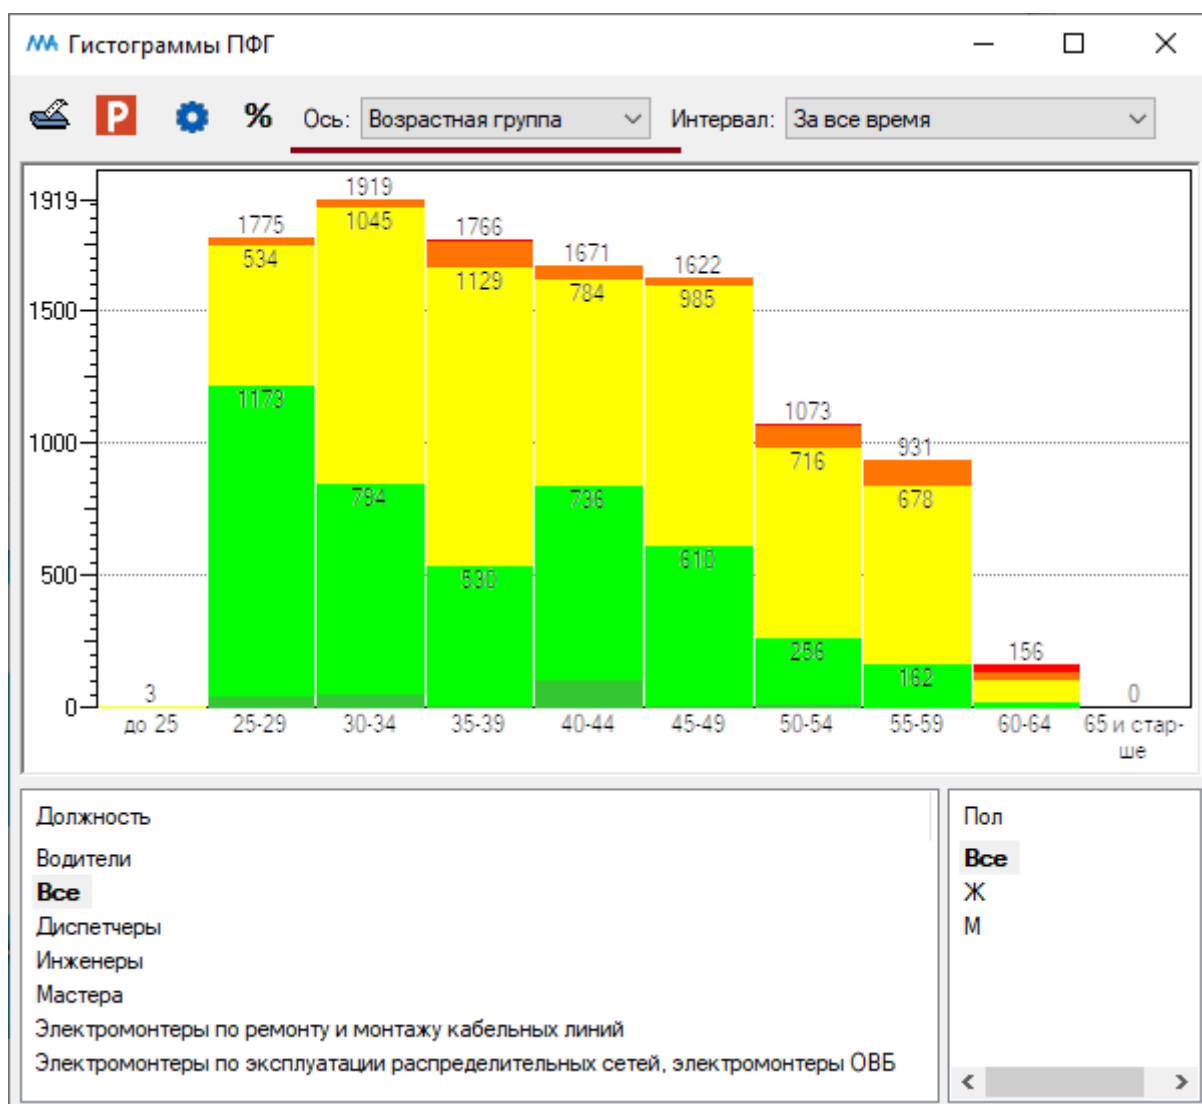 Гистограммы ПФГ
P % Ось: Возрастная группа Интервал: За все время
1919
1919
1045
1775
534
1766
1129
1671
784
1622
985
1500
1173
1073
716
1000
931
678
794
736
530
610
500
256
162
156
3
0
0
до 25 25-29 30-34 35-39 40-44 45-49 50-54 55-59 60-64 65 и стар-
ше
Должность
Водители
Все
Диспетчеры
Инженеры
Мастера
Электромонтеры по ремонту и монтажу кабельных линий
Электромонтеры по эксплуатации распределительных сетей, электромонтеры ОВБ
Пол
Все
Ж
М